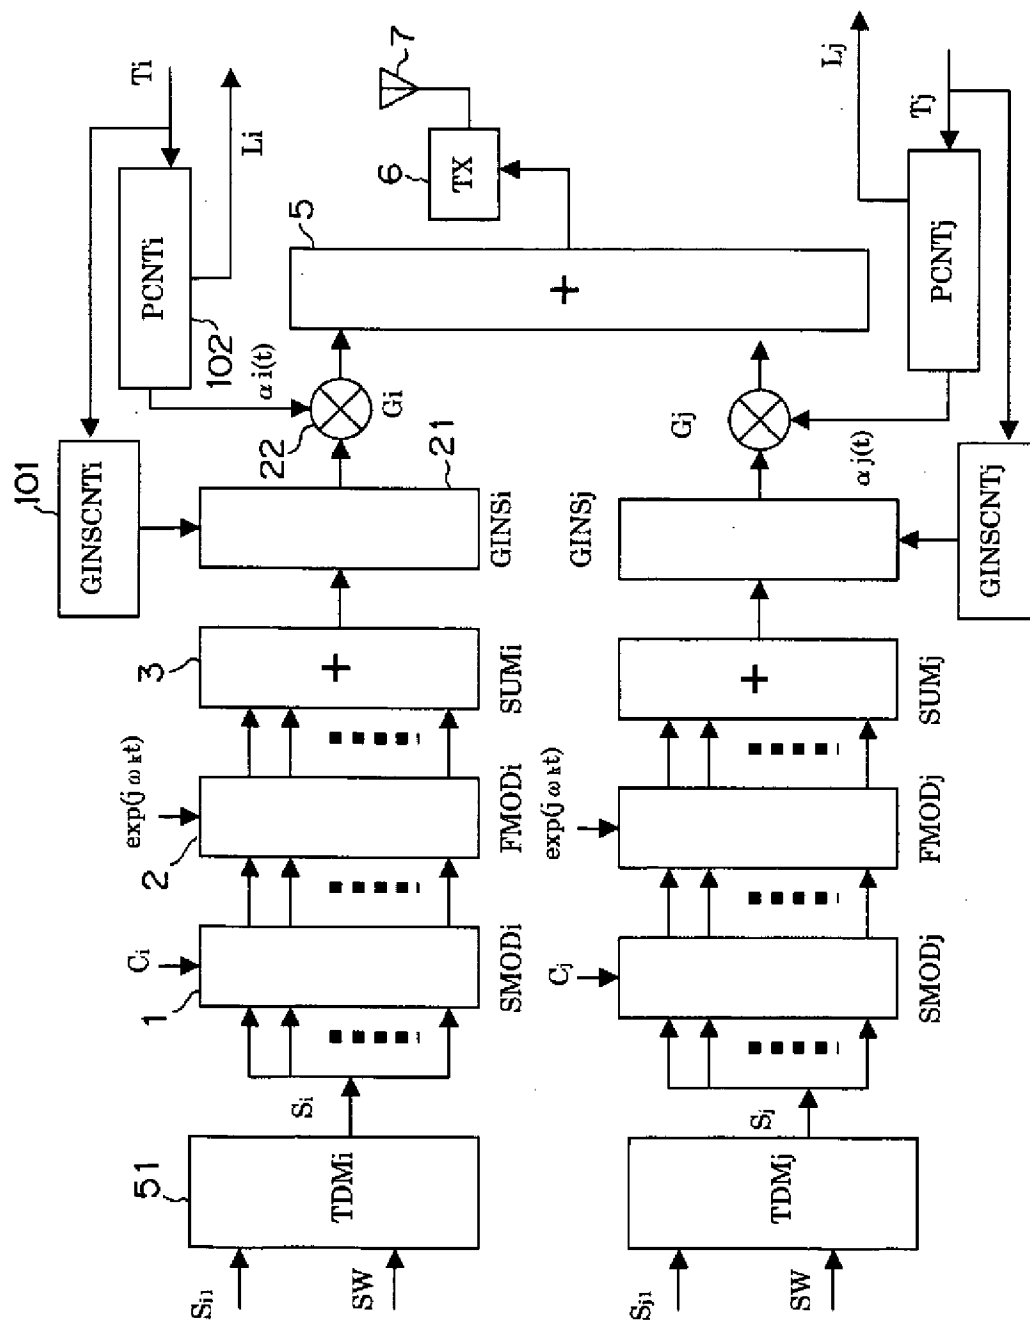 Si1
SW
51
TDMi
Si
Ci
1
SMODi
exp(j ωkt)
2
FMODi
3
+
SUMi
101
GINSCNTi
21
GINSi
22
Gi
αi(t)
102
PCNTi
Ti
Li
5
+
6
TX
7
Sj1
SW
TDMj
Sj
Cj
SMODj
exp(j ωkt)
FMODj
+
SUMj
GINSj
GINSCNTj
Gj
αj(t)
PCNTj
Tj
Lj